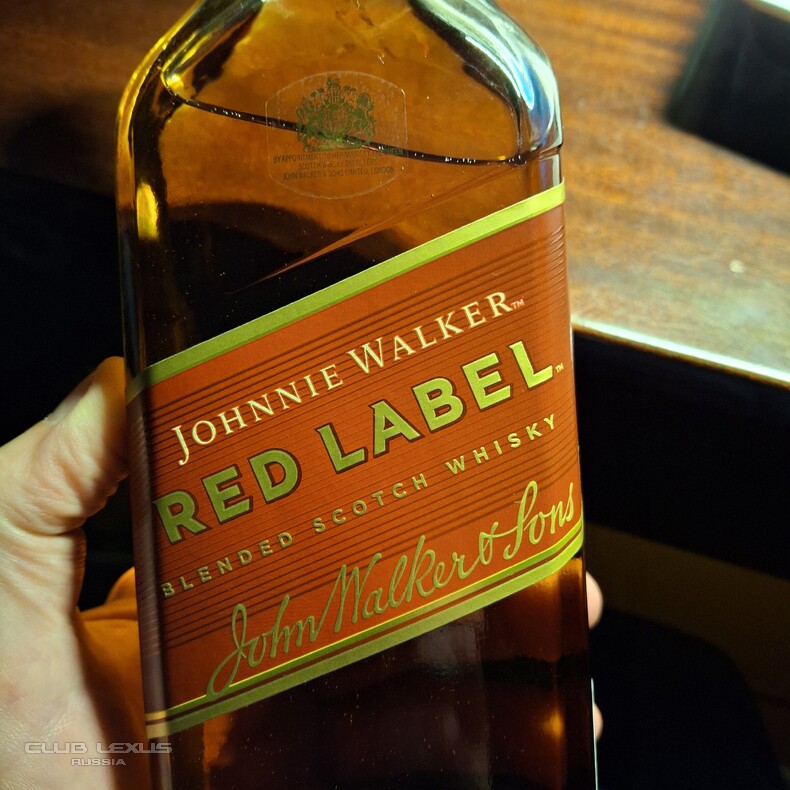 JOHNNIE WALKER™
RED LABEL™
BLENDED SCOTCH WHISKY
John Walker & Sons
CLUB LEXUS
RUSSIA